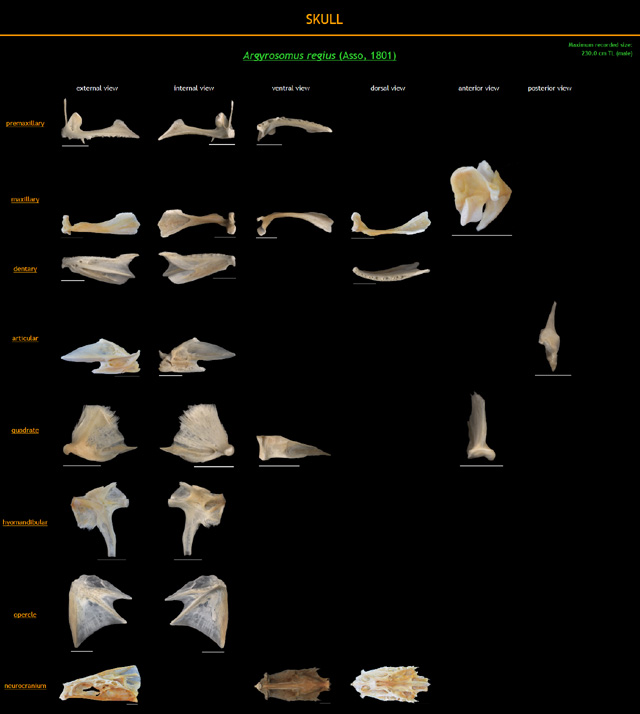 SKULL
Argyrosomus regius (Asso, 1801)
Maximum recorded size:
230.0 cm TL (male)
external view internal view ventral view dorsal view anterior view posterior view
premaxillary
maxillary
dentary
articular
quadrate
hyomandibular
opercle
neurocranium